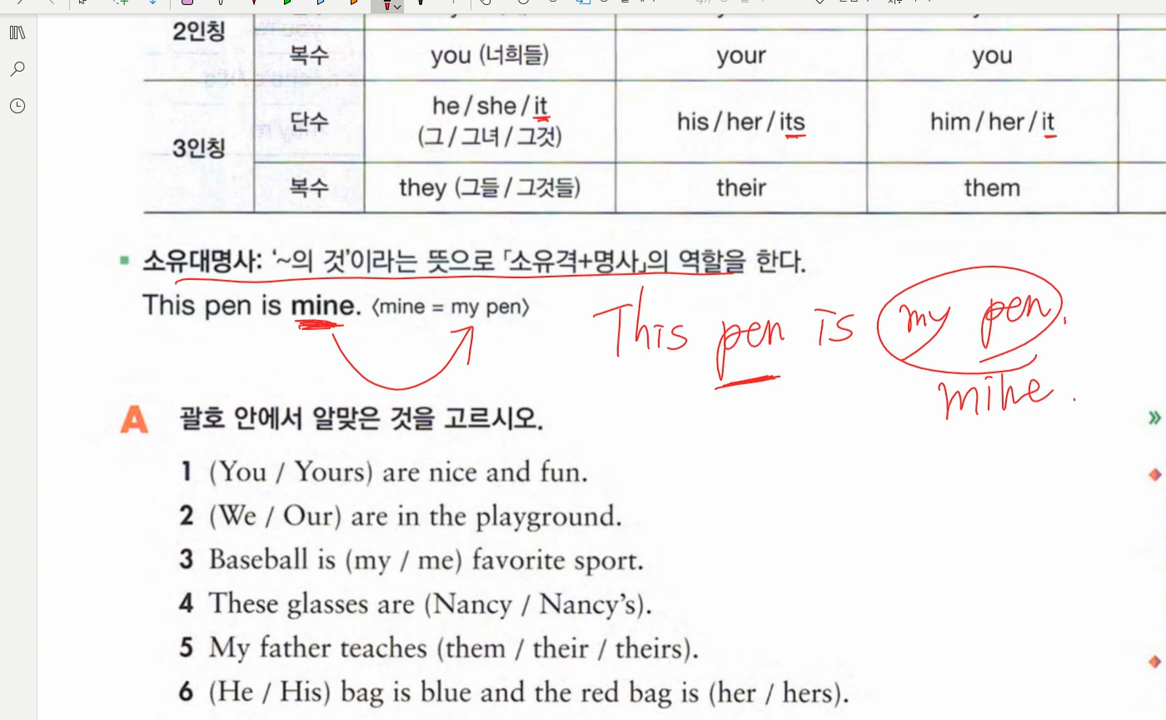 2인칭
복수 you (너희들) your you
3인칭
단수 he / she / it his / her / its him / her / it
(그 / 그녀 / 그것)
복수 they (그들 / 그것들) their them
소유대명사: ‘~의 것’이라는 뜻으로 「소유격+명사」의 역할을 한다.
This pen is mine. 〈mine = my pen〉
This pen is my pen.
mine.
A 괄호 안에서 알맞은 것을 고르시오.
1 (You / Yours) are nice and fun.
2 (We / Our) are in the playground.
3 Baseball is (my / me) favorite sport.
4 These glasses are (Nancy / Nancy’s).
5 My father teaches (them / their / theirs).
6 (He / His) bag is blue and the red bag is (her / hers).